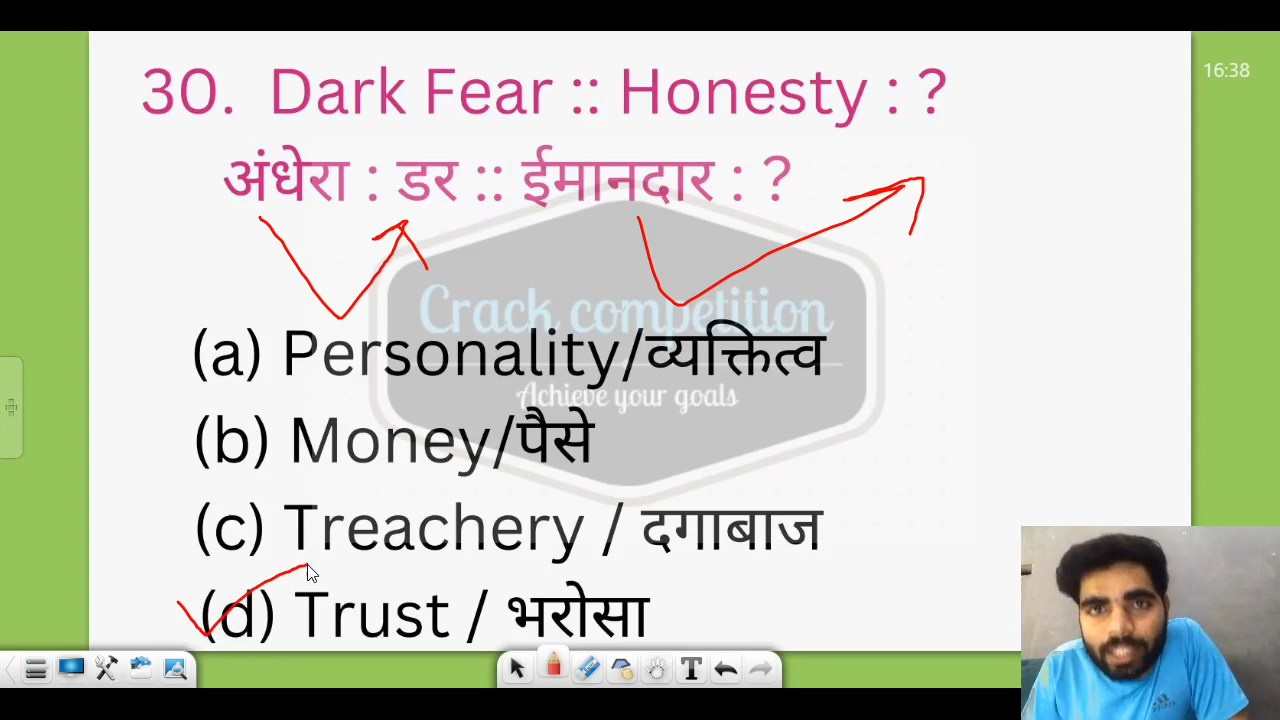 16:38
30. Dark Fear :: Honesty : ?
अंधेरा : डर :: ईमानदार : ?
Crack competition
(a) Personality/व्यक्तित्व
Achieve your goals
(b) Money/पैसे
(c) Treachery / दगाबाज
(d) Trust / भरोसा
T
adidas